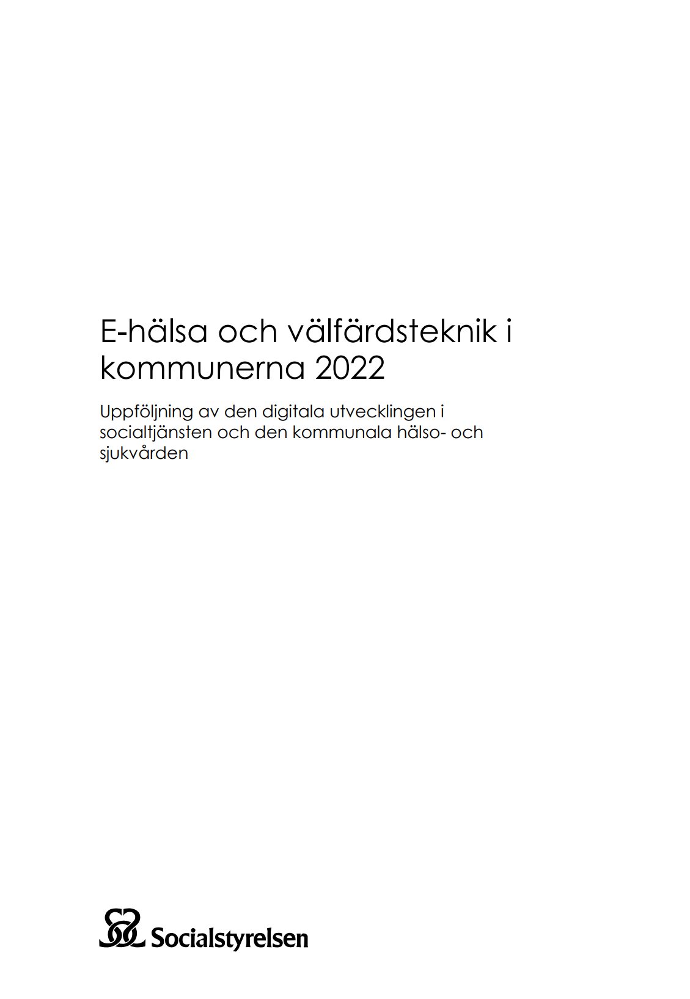 E-hälsa och välfärdsteknik i
kommunerna 2022
Uppföljning av den digitala utvecklingen i
socialtjänsten och den kommunala hälso- och
sjukvården
Socialstyrelsen